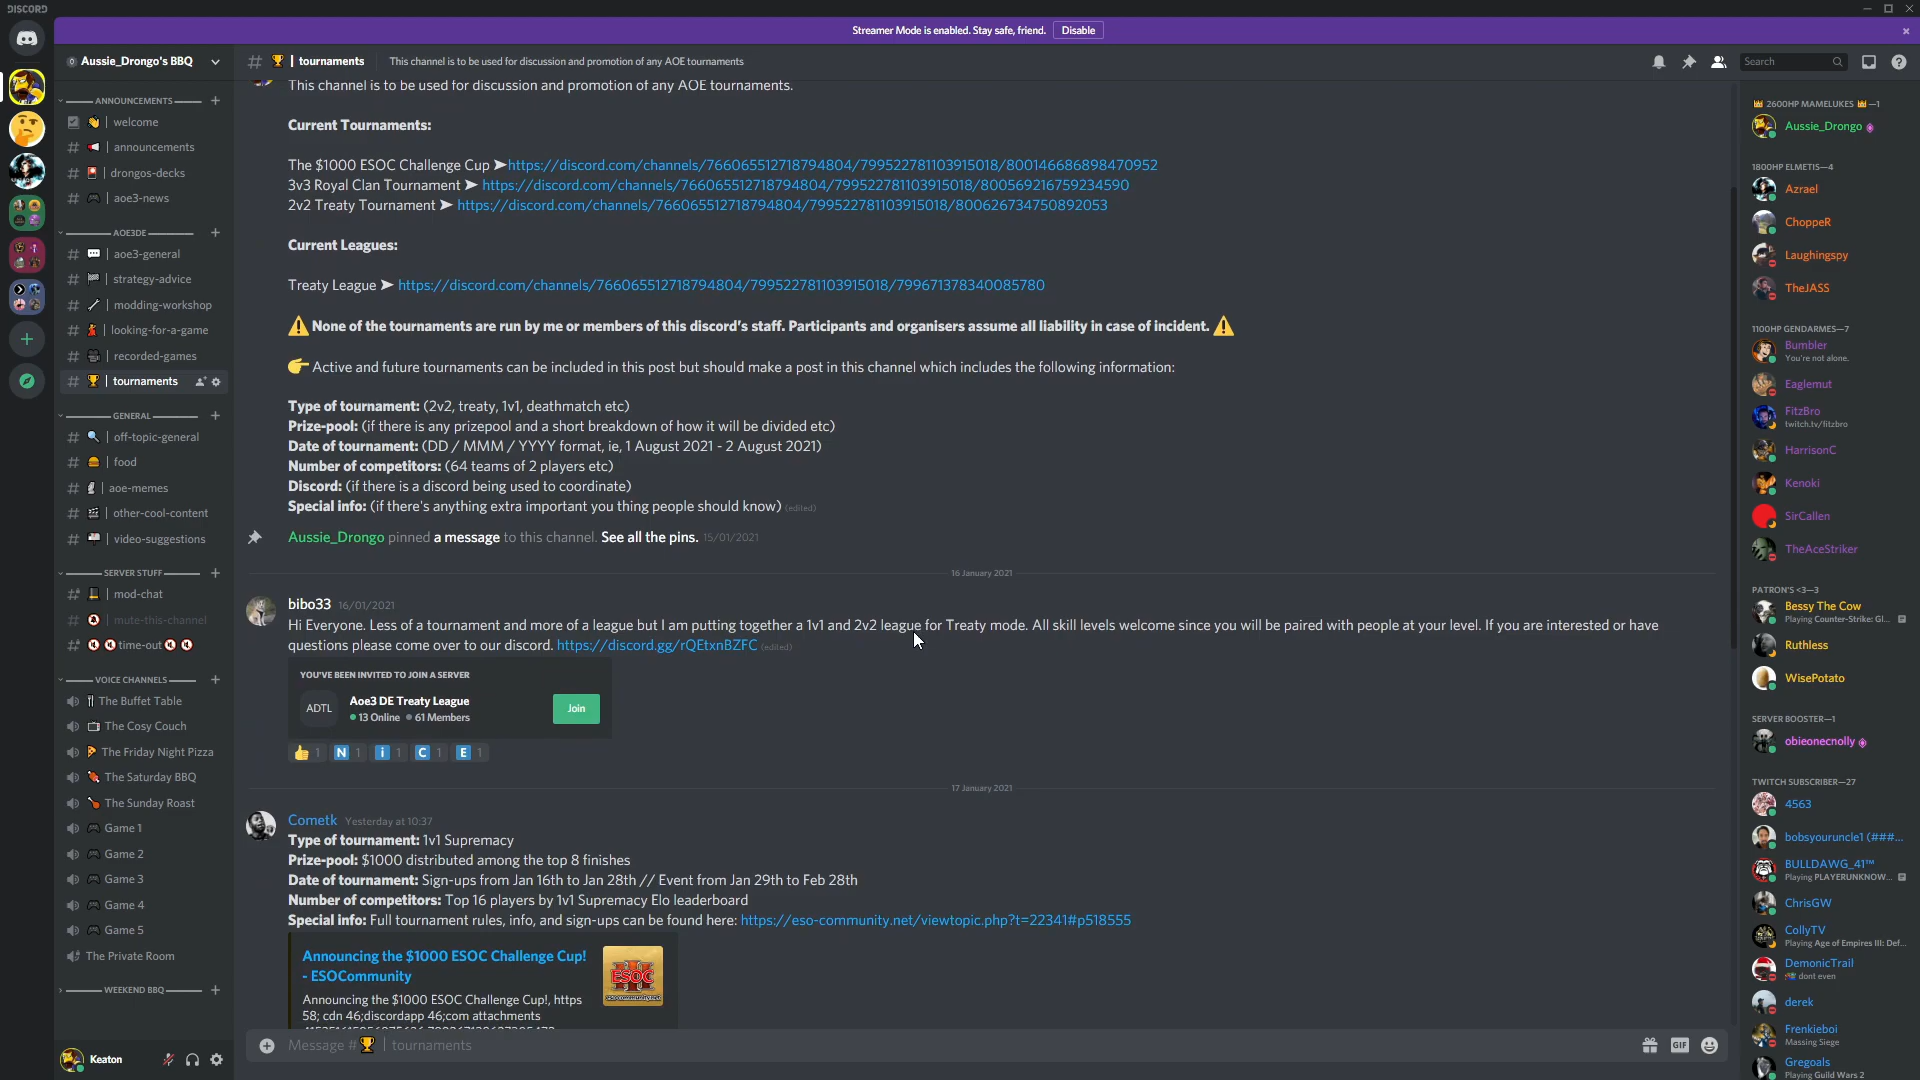 DISCORD
Streamer Mode is enabled. Stay safe, friend. Disable
Aussie_Drongo's BBQ
ANNOUNCEMENTS
welcome
announcements
drongos-decks
aoe3-news
AOE3DE
aoe3-general
strategy-advice
modding-workshop
looking-for-a-game
recorded-games
tournaments
GENERAL
off-topic-general
food
aoe-memes
other-cool-content
video-suggestions
SERVER STUFF
mod-chat
mute-this-channel
time-out
VOICE CHANNELS
The Buffet Table
The Cosy Couch
The Friday Night Pizza
The Saturday BBQ
The Sunday Roast
Game 1
Game 2
Game 3
Game 4
Game 5
The Private Room
WEEKEND BBQ
Keaton
# | tournaments This channel is to be used for discussion and promotion of any AOE tournaments
Search
This channel is to be used for discussion and promotion of any AOE tournaments.
Current Tournaments:
The $1000 ESOC Challenge Cup ➤https://discord.com/channels/766065512718794804/799522781103915018/800146686898470952
3v3 Royal Clan Tournament ➤ https://discord.com/channels/766065512718794804/799522781103915018/800569216759234590
2v2 Treaty Tournament ➤ https://discord.com/channels/766065512718794804/799522781103915018/800626734750892053
Current Leagues:
Treaty League ➤ https://discord.com/channels/766065512718794804/799522781103915018/799671378340085780
⚠️ None of the tournaments are run by me or members of this discord's staff. Participants and organisers assume all liability in case of incident. ⚠️
👉 Active and future tournaments can be included in this post but should make a post in this channel which includes the following information:
Type of tournament: (2v2, treaty, 1v1, deathmatch etc)
Prize-pool: (if there is any prizepool and a short breakdown of how it will be divided etc)
Date of tournament: (DD / MMM / YYYY format, ie, 1 August 2021 - 2 August 2021)
Number of competitors: (64 teams of 2 players etc)
Discord: (if there is a discord being used to coordinate)
Special info: (if there's anything extra important you thing people should know) (edited)
Aussie_Drongo pinned a message to this channel. See all the pins. 15/01/2021
16 January 2021
bibo33 16/01/2021
Hi Everyone. Less of a tournament and more of a league but I am putting together a 1v1 and 2v2 league for Treaty mode. All skill levels welcome since you will be paired with people at your level. If you are interested or have
questions please come over to our discord. https://discord.gg/rQEtxnBZFC (edited)
YOU'VE BEEN INVITED TO JOIN A SERVER
ADTL
Aoe3 DE Treaty League
13 Online 61 Members
Join
👍 1 N 1 i 1 C 1 E 1
17 January 2021
Cometk Yesterday at 10:37
Type of tournament: 1v1 Supremacy
Prize-pool: $1000 distributed among the top 8 finishes
Date of tournament: Sign-ups from Jan 16th to Jan 28th // Event from Jan 29th to Feb 28th
Number of competitors: Top 16 players by 1v1 Supremacy Elo leaderboard
Special info: Full tournament rules, info, and sign-ups can be found here: https://eso-community.net/viewtopic.php?t=22341#p518555
Announcing the $1000 ESOC Challenge Cup!
- ESOCommunity
ESOC
Announcing the $1000 ESOC Challenge Cup!, https
58; cdn 46;discordapp 46;com attachments
Message # | tournaments
GIF
2600HP MAMELUKES —1
Aussie_Drongo
1800HP ELMETIS—4
Azrael
ChoppeR
Laughingspy
TheJASS
1100HP GENDARMES—7
Bumbler
You're not alone.
Eaglemut
FitzBro
twitch.tv/fitzbro
HarrisonC
Kenoki
SirCallen
TheAceStriker
PATRON'S <3—3
Bessy The Cow
Playing Counter-Strike: Gl...
Ruthless
WisePotato
SERVER BOOSTER—1
obieonecnolly
TWITCH SUBSCRIBER—27
4563
bobsyouruncle1 (###...
BULLDAWG_41™
Playing PLAYERUNKNOW...
ChrisGW
CollyTV
Playing Age of Empires III: Def...
DemonicTrail
dont even
derek
Frenkieboi
Massing Siege
Gregoals
Playing Guild Wars 2